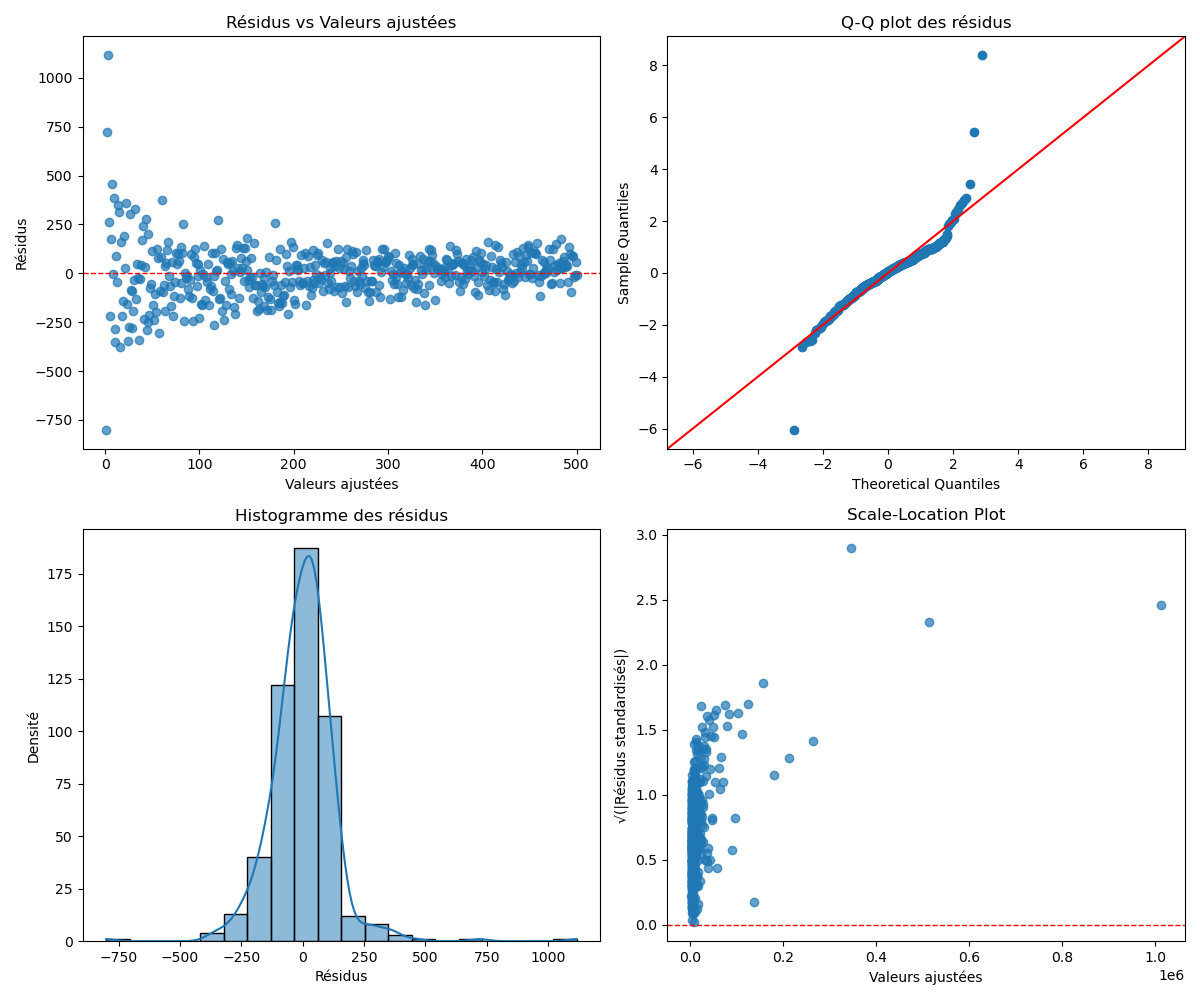 Résidus vs Valeurs ajustées
1000
750
500
250
0
−250
−500
−750
Résidus
0 100 200 300 400 500
Valeurs ajustées
Q-Q plot des résidus
8
6
4
2
0
−2
−4
−6
Sample Quantiles
−6 −4 −2 0 2 4 6 8
Theoretical Quantiles
Histogramme des résidus
175
150
125
100
75
50
25
0
Densité
−750 −500 −250 0 250 500 750 1000
Résidus
Scale-Location Plot
3.0
2.5
2.0
1.5
1.0
0.5
0.0
√(|Résidus standardisés|)
0.0 0.2 0.4 0.6 0.8 1.0
1e6
Valeurs ajustées